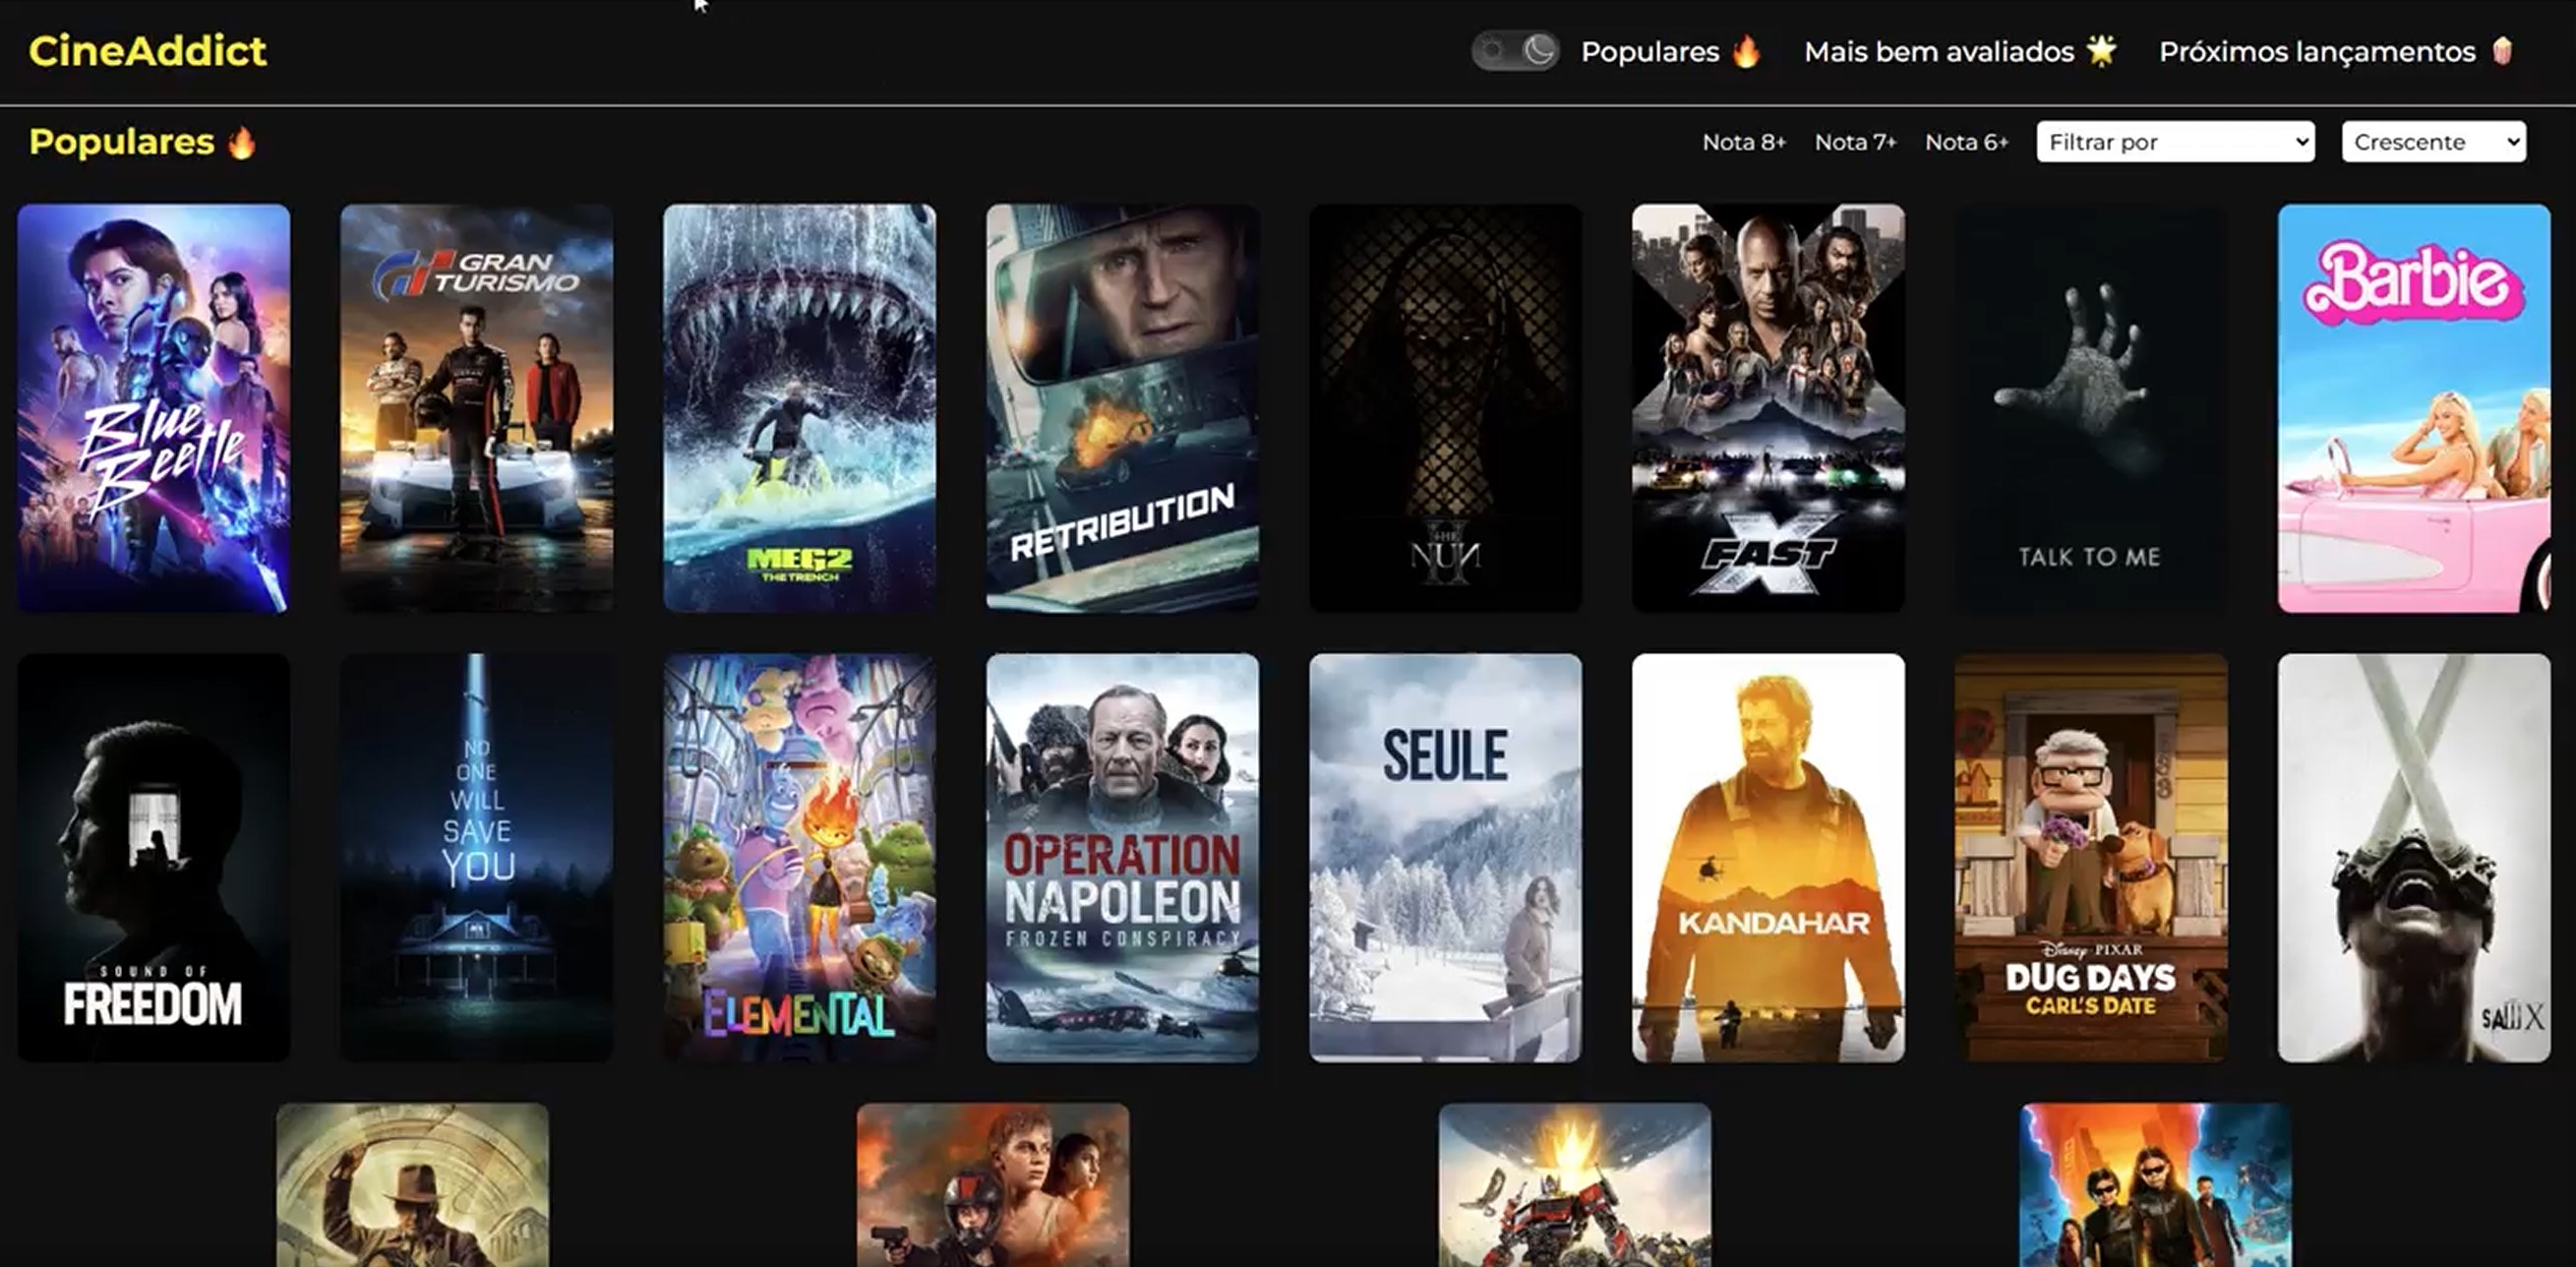 CineAddict
Populares 🔥
Mais bem avaliados 🌟
Próximos lançamentos 🍿
Populares 🔥
Nota 8+
Nota 7+
Nota 6+
Filtrar por
Crescente
Blue
Beetle
GRAN
TURISMO
MEG2
THE TRENCH
RETRIBUTION
THE
NUN
II
FAST
X
TALK TO ME
Barbie
SOUND OF
FREEDOM
NO
ONE
WILL
SAVE
YOU
ELEMENTAL
OPERATION
NAPOLEON
FROZEN CONSPIRACY
SEULE
KANDAHAR
Disney PIXAR
DUG DAYS
CARL'S DATE
SAW X